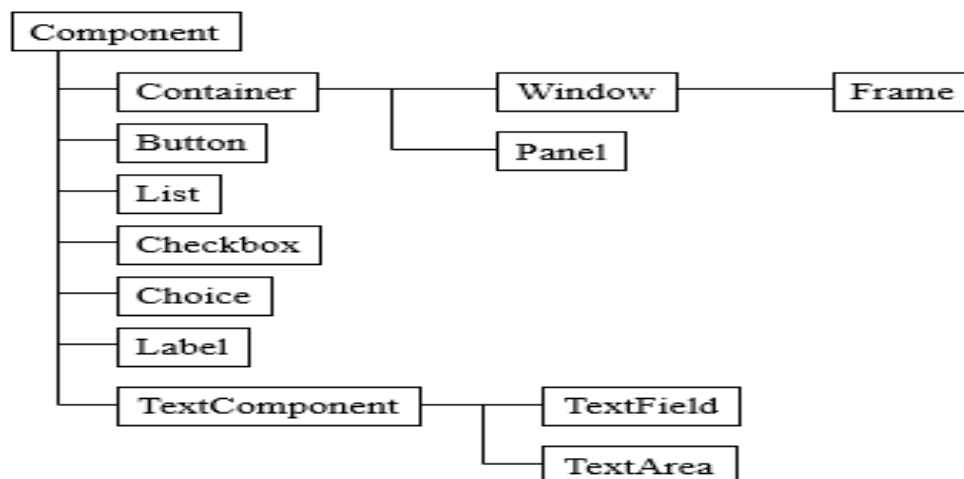 Component
Container Window Frame
Button Panel
List
Checkbox
Choice
Label
TextComponent TextField
TextArea